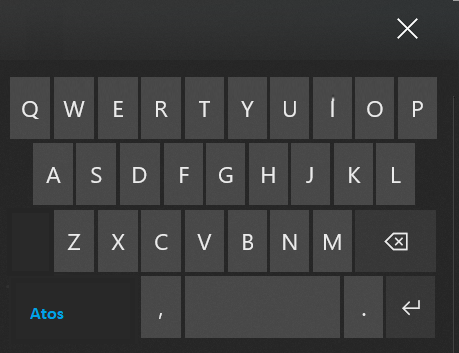 Q W E R T Y U Í O P
A S D F G H J K L
Z X C V B N M
Atos , .